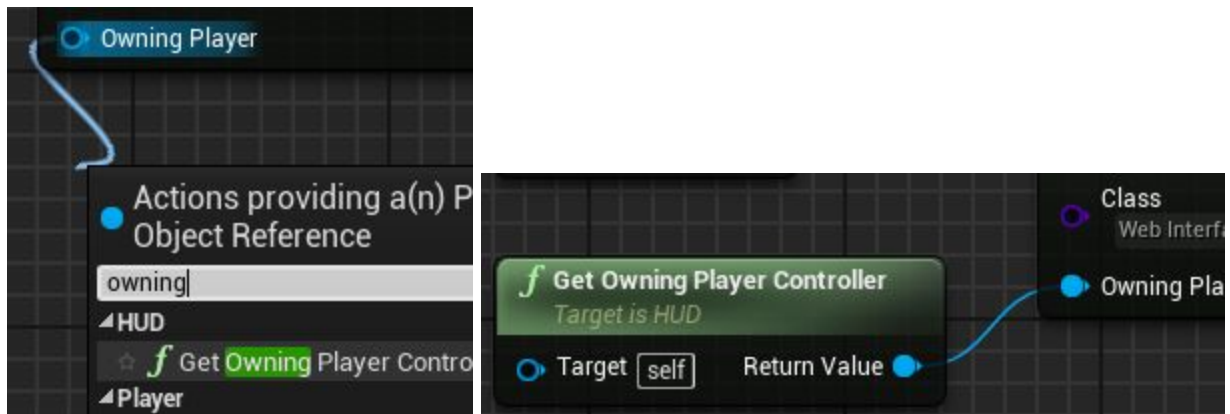 Owning Player
Actions providing a(n) P
Object Reference
owning
HUD
f Get Owning Player Contro
Player
Class
Web Interfa
f Get Owning Player Controller
Target is HUD
Owning Pla
Target self Return Value